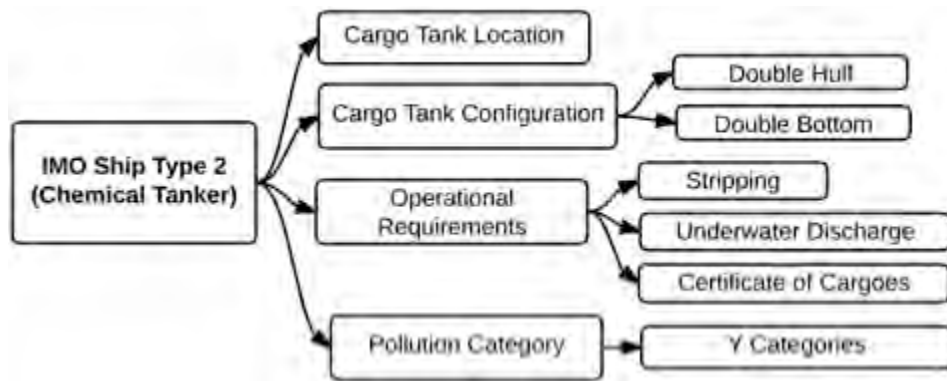 Cargo Tank Location
Cargo Tank Configuration
Double Hull
Double Bottom
IMO Ship Type 2
(Chemical Tanker)
Operational
Requirements
Stripping
Underwater Discharge
Certificate of Cargoes
Pollution Category
Y Categories